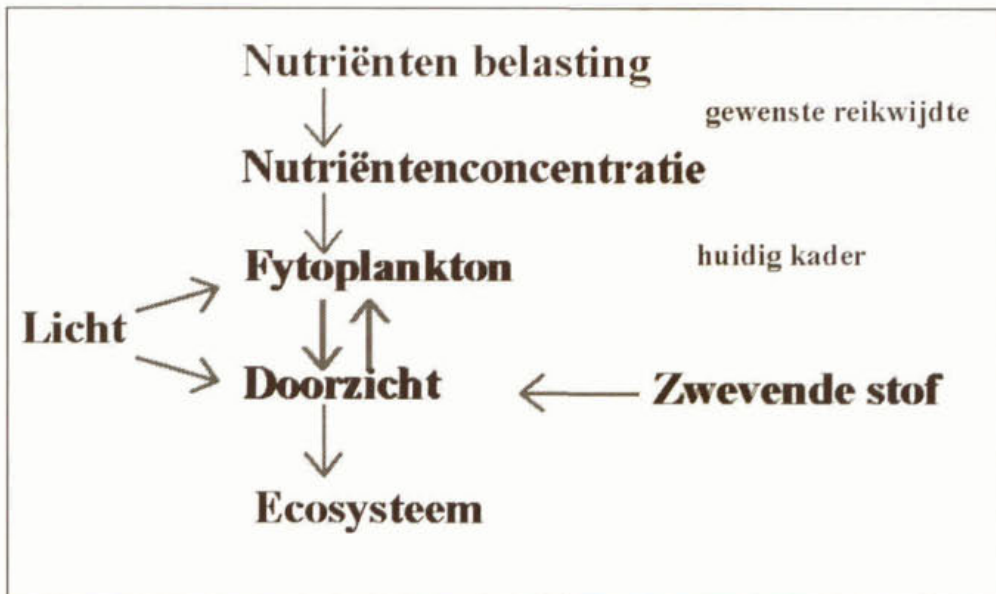 Nutriënten belasting
gewenste reikwijdte
Nutriëntenconcentratie
Fytoplankton
huidig kader
Licht
Doorzicht
Zwevende stof
Ecosysteem